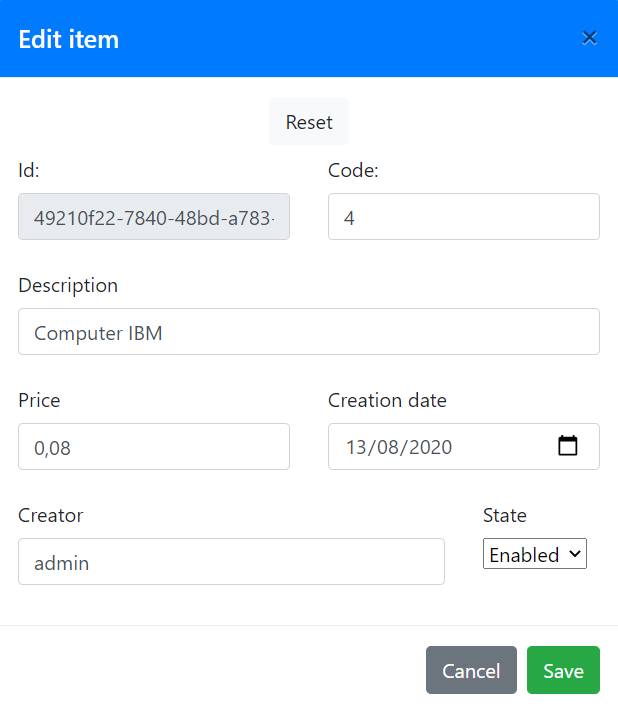 Edit item ×
Reset
Id: Code:
49210f22-7840-48bd-a783- 4
Description
Computer IBM
Price Creation date
0,08 13/08/2020
Creator State
admin Enabled
Cancel Save